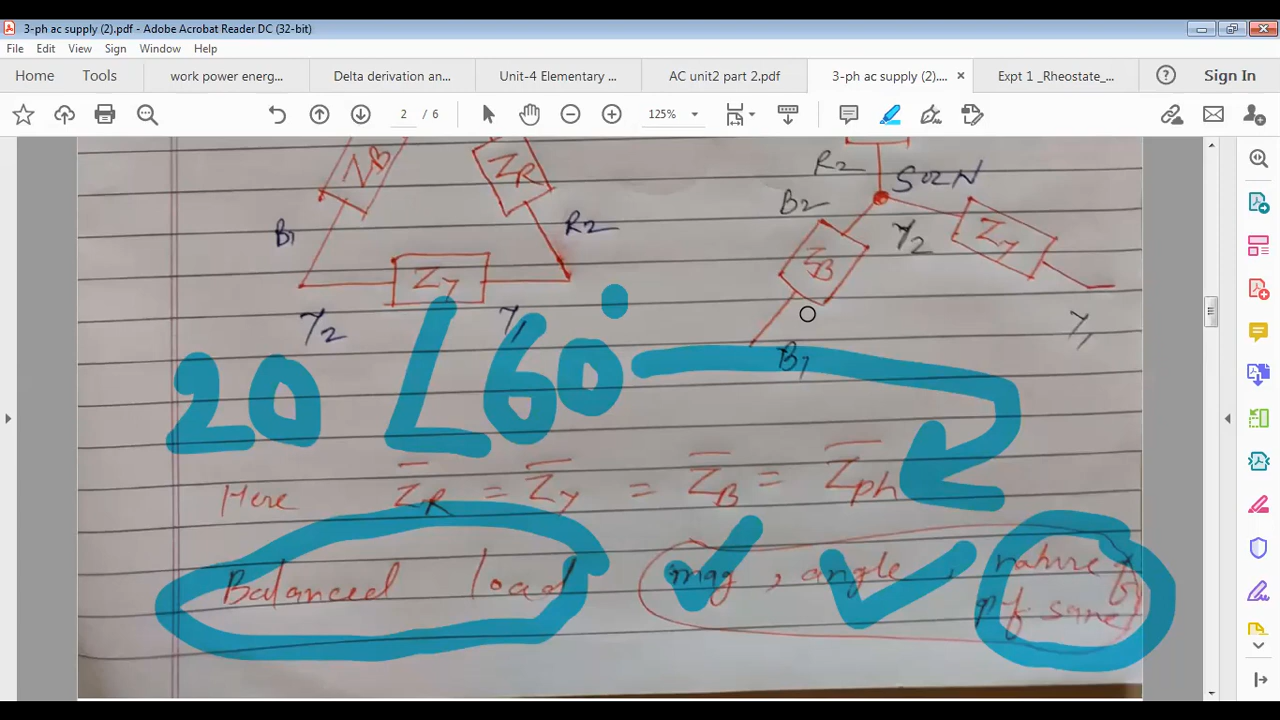 3-ph ac supply (2).pdf - Adobe Acrobat Reader DC (32-bit)
File Edit View Sign Window Help
Home Tools work power energ... Delta derivation an... Unit-4 Elementary ... AC unit2 part 2.pdf 3-ph ac supply (2).... × Expt 1 _Rheostate_... Sign In
2 / 6 125%
ZB ZR R2 S or N
B1 R2 B2 Y2 ZY
ZY ZB
Y2 Y1 B1 Y1
20 ∠60°
Here Z̅R = Z̅Y = Z̅B = Z̅ph
Balanced load mag, angle, nature of
pf same